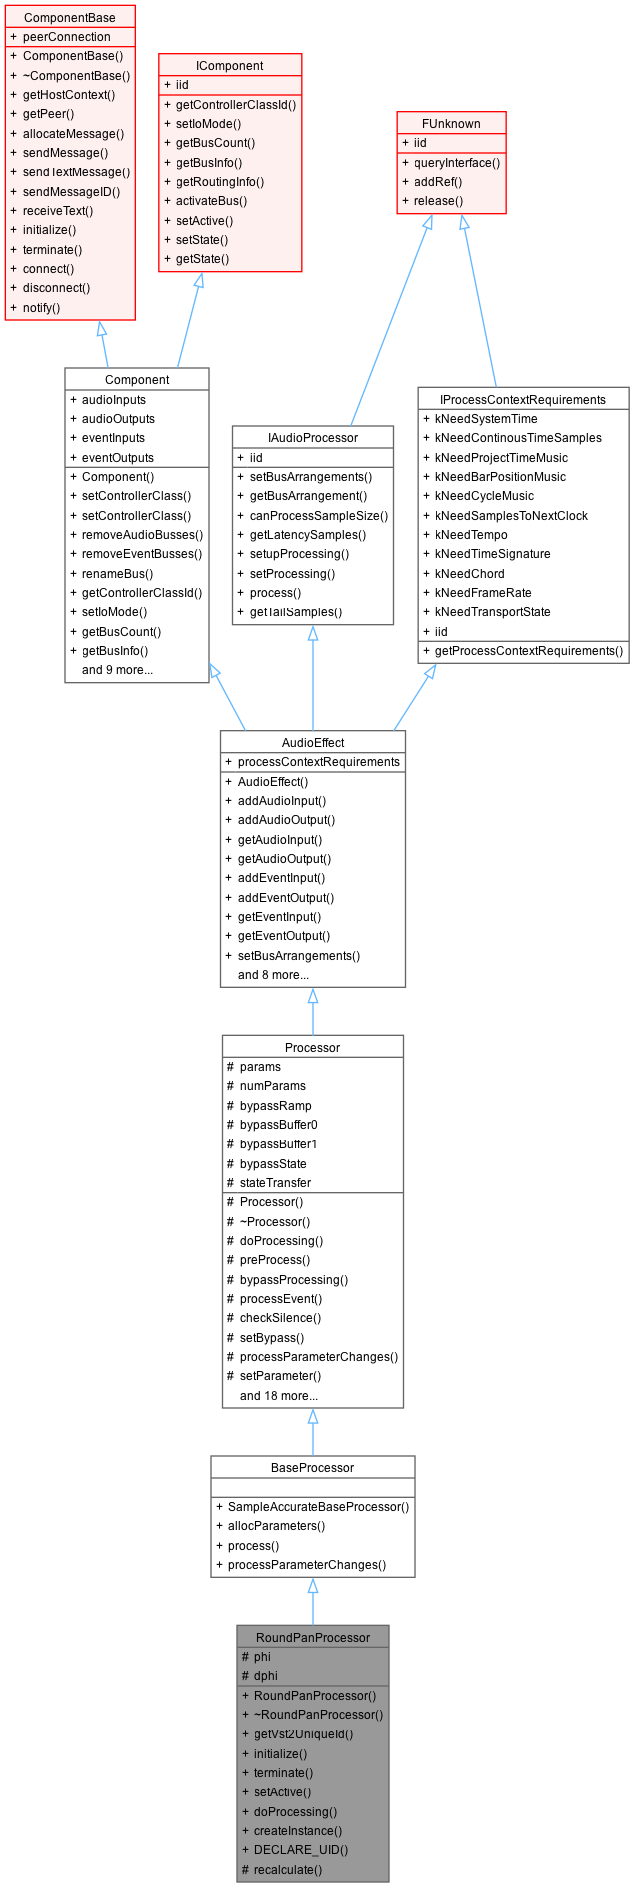 ComponentBase
+ peerConnection
+ ComponentBase()
+ ~ComponentBase()
+ getHostContext()
+ getPeer()
+ allocateMessage()
+ sendMessage()
+ sendTextMessage()
+ sendMessageID()
+ receiveText()
+ initialize()
+ terminate()
+ connect()
+ disconnect()
+ notify()
IComponent
+ iid
+ getControllerClassId()
+ setIoMode()
+ getBusCount()
+ getBusInfo()
+ getRoutingInfo()
+ activateBus()
+ setActive()
+ setState()
+ getState()
FUnknown
+ iid
+ queryInterface()
+ addRef()
+ release()
Component
+ audioInputs
+ audioOutputs
+ eventInputs
+ eventOutputs
+ Component()
+ setControllerClass()
+ setControllerClass()
+ removeAudioBusses()
+ removeEventBusses()
+ renameBus()
+ getControllerClassId()
+ setIoMode()
+ getBusCount()
+ getBusInfo()
and 9 more...
IAudioProcessor
+ iid
+ setBusArrangements()
+ getBusArrangement()
+ canProcessSampleSize()
+ getLatencySamples()
+ setupProcessing()
+ setProcessing()
+ process()
+ getTailSamples()
IProcessContextRequirements
+ kNeedSystemTime
+ kNeedContinousTimeSamples
+ kNeedProjectTimeMusic
+ kNeedBarPositionMusic
+ kNeedCycleMusic
+ kNeedSamplesToNextClock
+ kNeedTempo
+ kNeedTimeSignature
+ kNeedChord
+ kNeedFrameRate
+ kNeedTransportState
+ iid
+ getProcessContextRequirements()
AudioEffect
+ processContextRequirements
+ AudioEffect()
+ addAudioInput()
+ addAudioOutput()
+ getAudioInput()
+ getAudioOutput()
+ addEventInput()
+ addEventOutput()
+ getEventInput()
+ getEventOutput()
+ setBusArrangements()
and 8 more...
Processor
# params
# numParams
# bypassRamp
# bypassBuffer0
# bypassBuffer1
# bypassState
# stateTransfer
# Processor()
# ~Processor()
# doProcessing()
# preProcess()
# bypassProcessing()
# processEvent()
# checkSilence()
# setBypass()
# processParameterChanges()
# setParameter()
and 18 more...
BaseProcessor
+ SampleAccurateBaseProcessor()
+ allocParameters()
+ process()
+ processParameterChanges()
RoundPanProcessor
# phi
# dphi
+ RoundPanProcessor()
+ ~RoundPanProcessor()
+ getVst2UniqueId()
+ initialize()
+ terminate()
+ setActive()
+ doProcessing()
+ createInstance()
+ DECLARE_UID()
# recalculate()